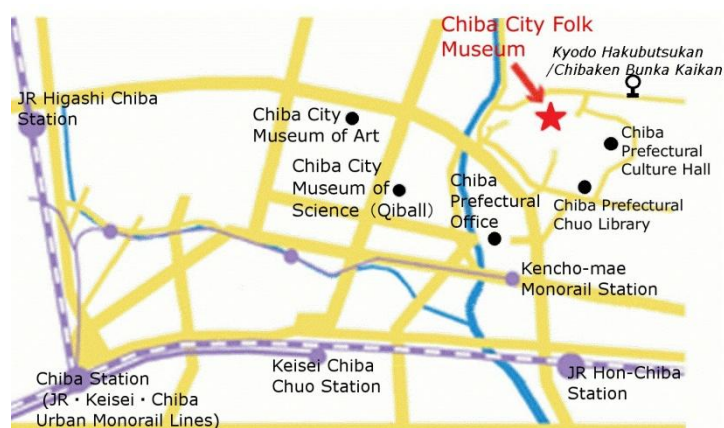 Chiba City Folk
Museum
Kyodo Hakubutsukan
/Chibaken Bunka Kaikan
JR Higashi Chiba
Station
Chiba City
Museum of Art
Chiba
Prefectural
Culture Hall
Chiba City
Museum of
Science（Qiball）
Chiba
Prefectural
Office
Chiba Prefectural
Chuo Library
Kencho-mae
Monorail Station
Keisei Chiba
Chuo Station
JR Hon-Chiba
Station
Chiba Station
（JR・Keisei・Chiba
Urban Monorail Lines)